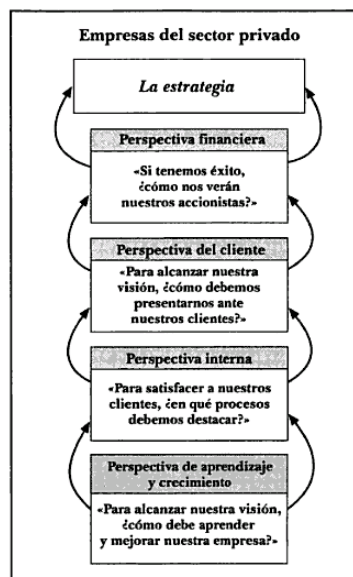 Empresas del sector privado
La estrategia
Perspectiva financiera
«Si tenemos éxito,
¿cómo nos verán
nuestros accionistas?»
Perspectiva del cliente
«Para alcanzar nuestra
visión, ¿cómo debemos
presentarnos ante
nuestros clientes?»
Perspectiva interna
«Para satisfacer a nuestros
clientes, ¿en qué procesos
debemos destacar?»
Perspectiva de aprendizaje
y crecimiento
«Para alcanzar nuestra visión,
¿cómo debe aprender
y mejorar nuestra empresa?»